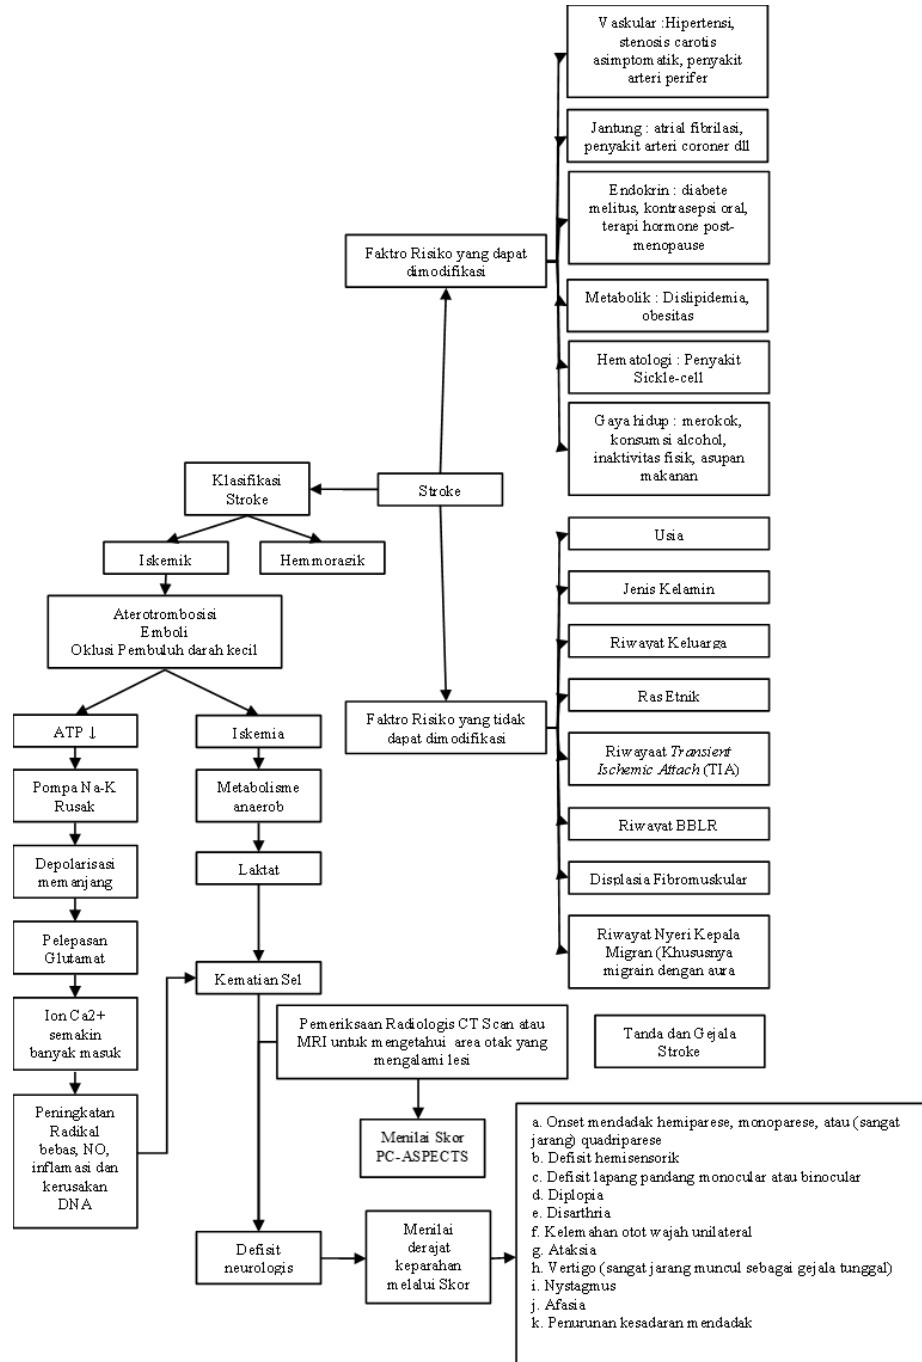 Vaskular :Hipertensi,
stenosis carotis
asimptomatik, penyakit
arteri perifer
Jantung : atrial fibrilasi,
penyakit arteri coroner dll
Endokrin : diabete
melitus, kontrasepsi oral,
terapi hormone post-
menopause
Faktro Risiko yang dapat
dimodifikasi
Metabolik : Dislipidemia,
obesitas
Hematologi : Penyakit
Sickle-cell
Gaya hidup : merokok,
konsumsi alcohol,
inaktivitas fisik, asupan
makanan
Klasifikasi
Stroke
Stroke
Iskemik
Hemmoragik
Usia
Aterotrombosisi
Emboli
Oklusi Pembuluh darah kecil
Jenis Kelamin
Riwayat Keluarga
Ras Etnik
Faktro Risiko yang tidak
dapat dimodifikasi
Riwayaat Transient
Ischemic Attach (TIA)
Riwayat BBLR
Displasia Fibromuskular
Riwayat Nyeri Kepala
Migran (Khususnya
migrain dengan aura
ATP ↓
Iskemia
Pompa Na-K
Rusak
Metabolisme
anaerob
Depolarisasi
memanjang
Laktat
Pelepasan
Glutamat
Kematian Sel
Ion Ca2+
semakin
banyak masuk
Peningkatan
Radikal
bebas, NO,
inflamasi dan
kerusakan
DNA
Pemeriksaan Radiologis CT Scan atau
MRI untuk mengetahui area otak yang
mengalami lesi
Tanda dan Gejala
Stroke
Menilai Skor
PC-ASPECTS
Defisit
neurologis
Menilai
derajat
keparahan
melalui Skor
a. Onset mendadak hemiparese, monoparese, atau (sangat
jarang) quadriparese
b. Defisit hemisensorik
c. Defisit lapang pandang monocular atau binocular
d. Diplopia
e. Disarthria
f. Kelemahan otot wajah unilateral
g. Ataksia
h. Vertigo (sangat jarang muncul sebagai gejala tunggal)
i. Nystagmus
j. Afasia
k. Penurunan kesadaran mendadak